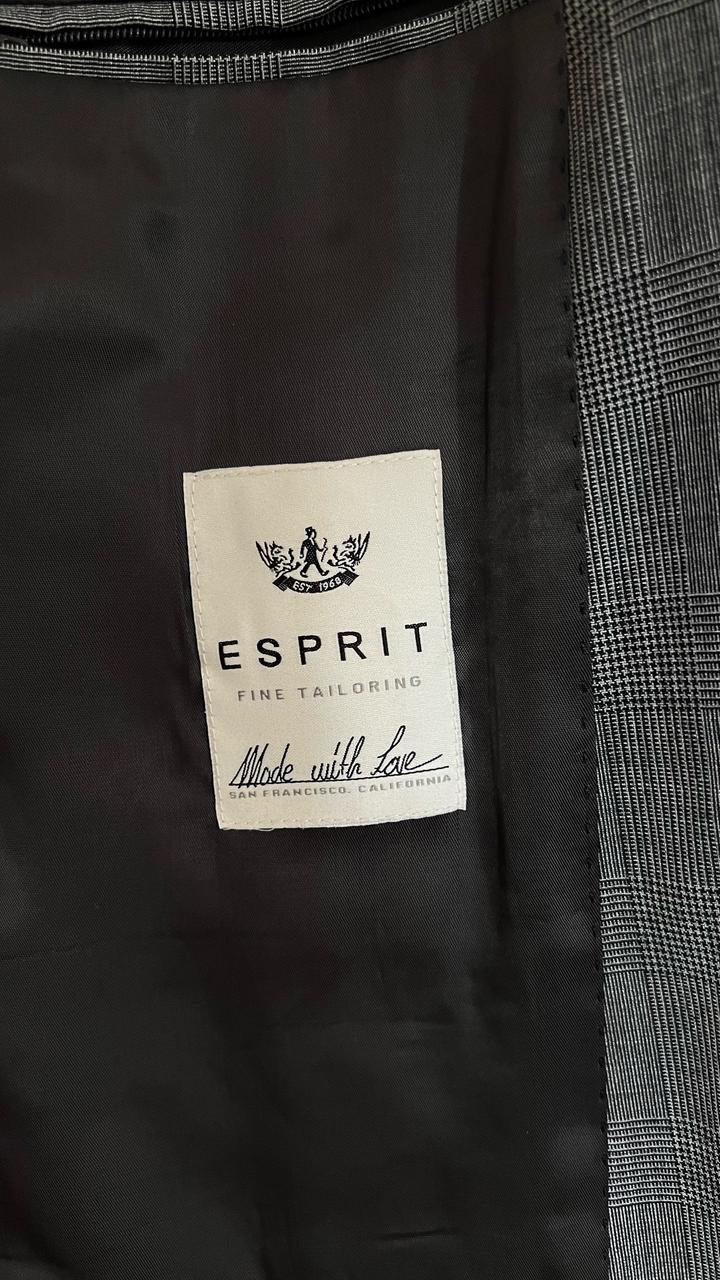 EST 1968
ESPRIT
FINE TAILORING
Made with Love
SAN FRANCISCO. CALIFORNIA